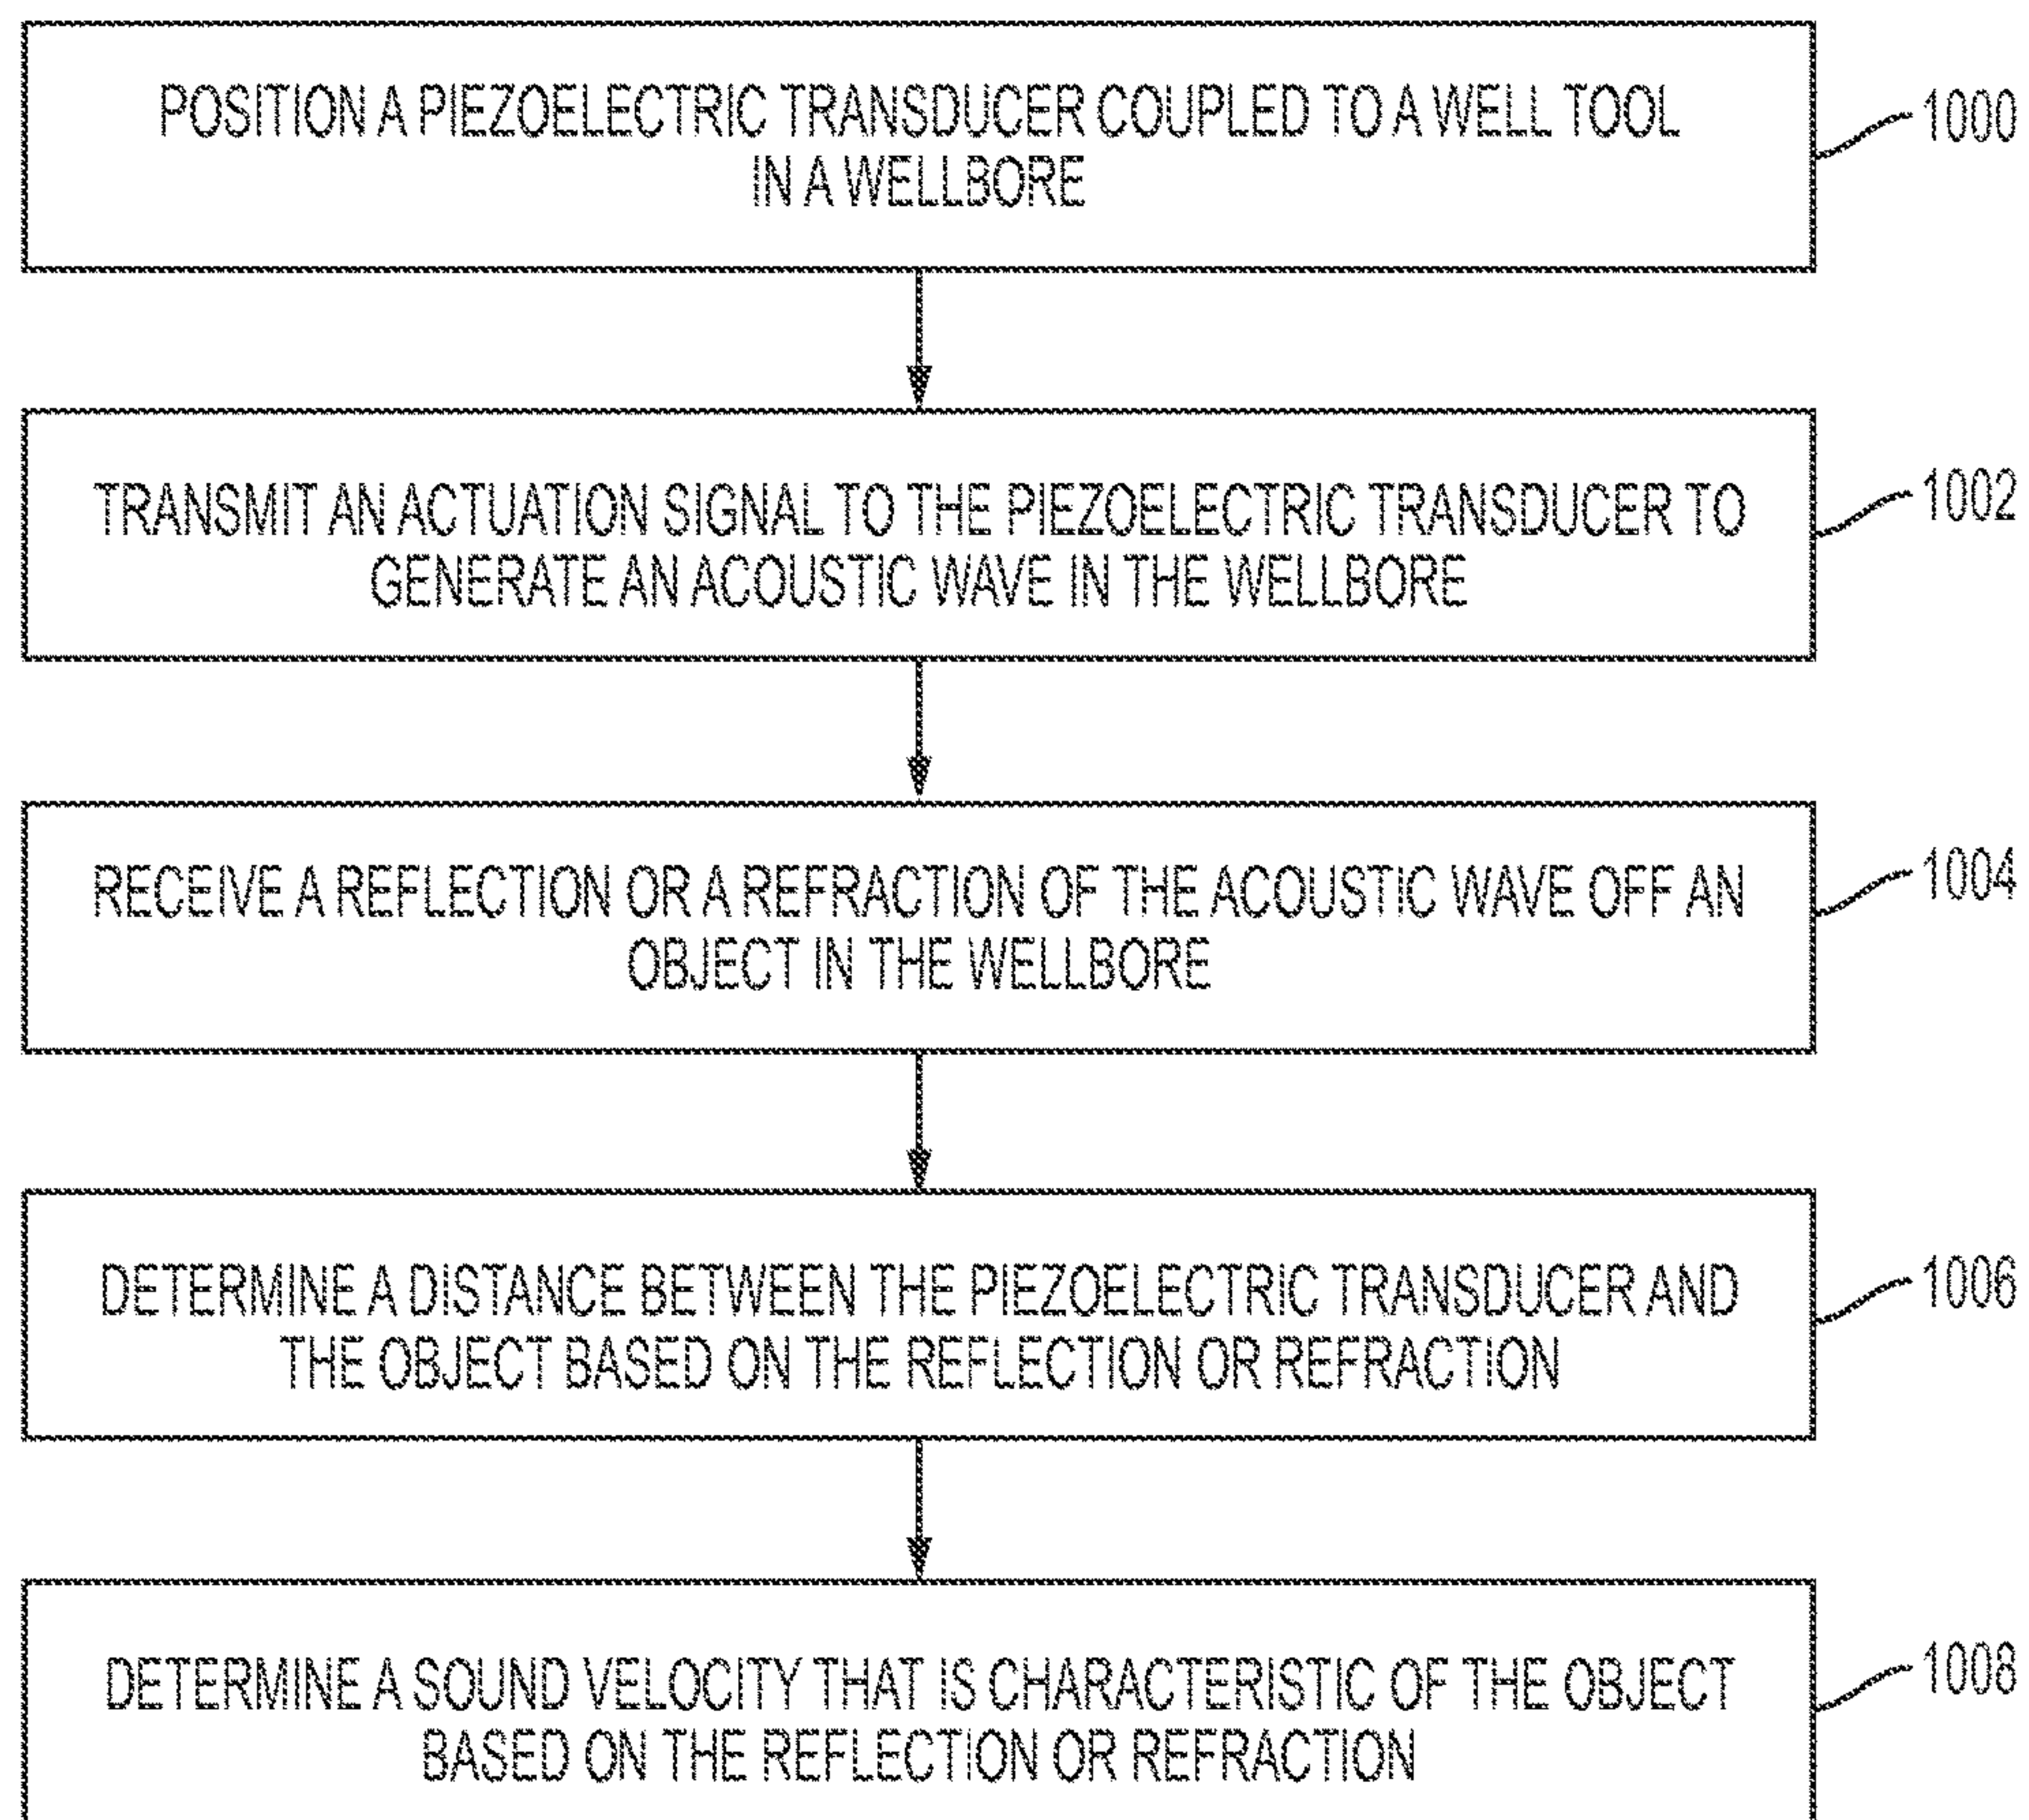 POSITION A PIEZOELECTRIC TRANSDUCER COUPLED TO A WELL TOOL
IN A WELLBORE
1000
TRANSMIT AN ACTUATION SIGNAL TO THE PIEZOELECTRIC TRANSDUCER TO
GENERATE AN ACOUSTIC WAVE IN THE WELLBORE
1002
RECEIVE A REFLECTION OR A REFRACTION OF THE ACOUSTIC WAVE OFF AN
OBJECT IN THE WELLBORE
1004
DETERMINE A DISTANCE BETWEEN THE PIEZOELECTRIC TRANSDUCER AND
THE OBJECT BASED ON THE REFLECTION OR REFRACTION
1006
DETERMINE A SOUND VELOCITY THAT IS CHARACTERISTIC OF THE OBJECT
BASED ON THE REFLECTION OR REFRACTION
1008